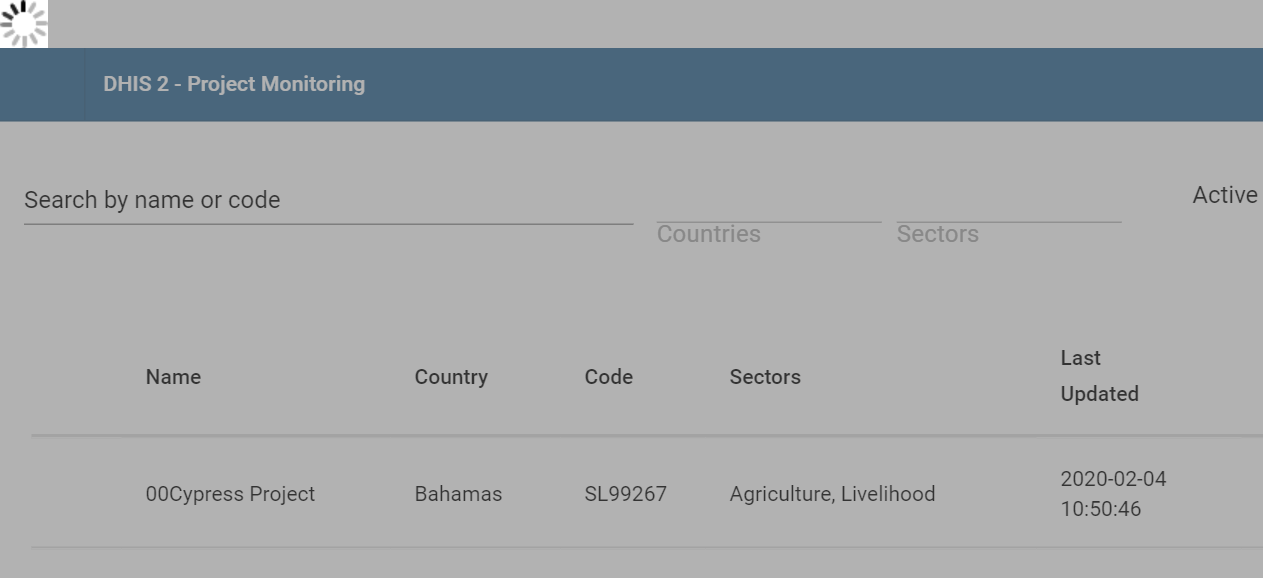 DHIS 2 - Project Monitoring
Search by name or code
Countries
Sectors
Active
Name
Country
Code
Sectors
Last
Updated
00Cypress Project
Bahamas
SL99267
Agriculture, Livelihood
2020-02-04
10:50:46